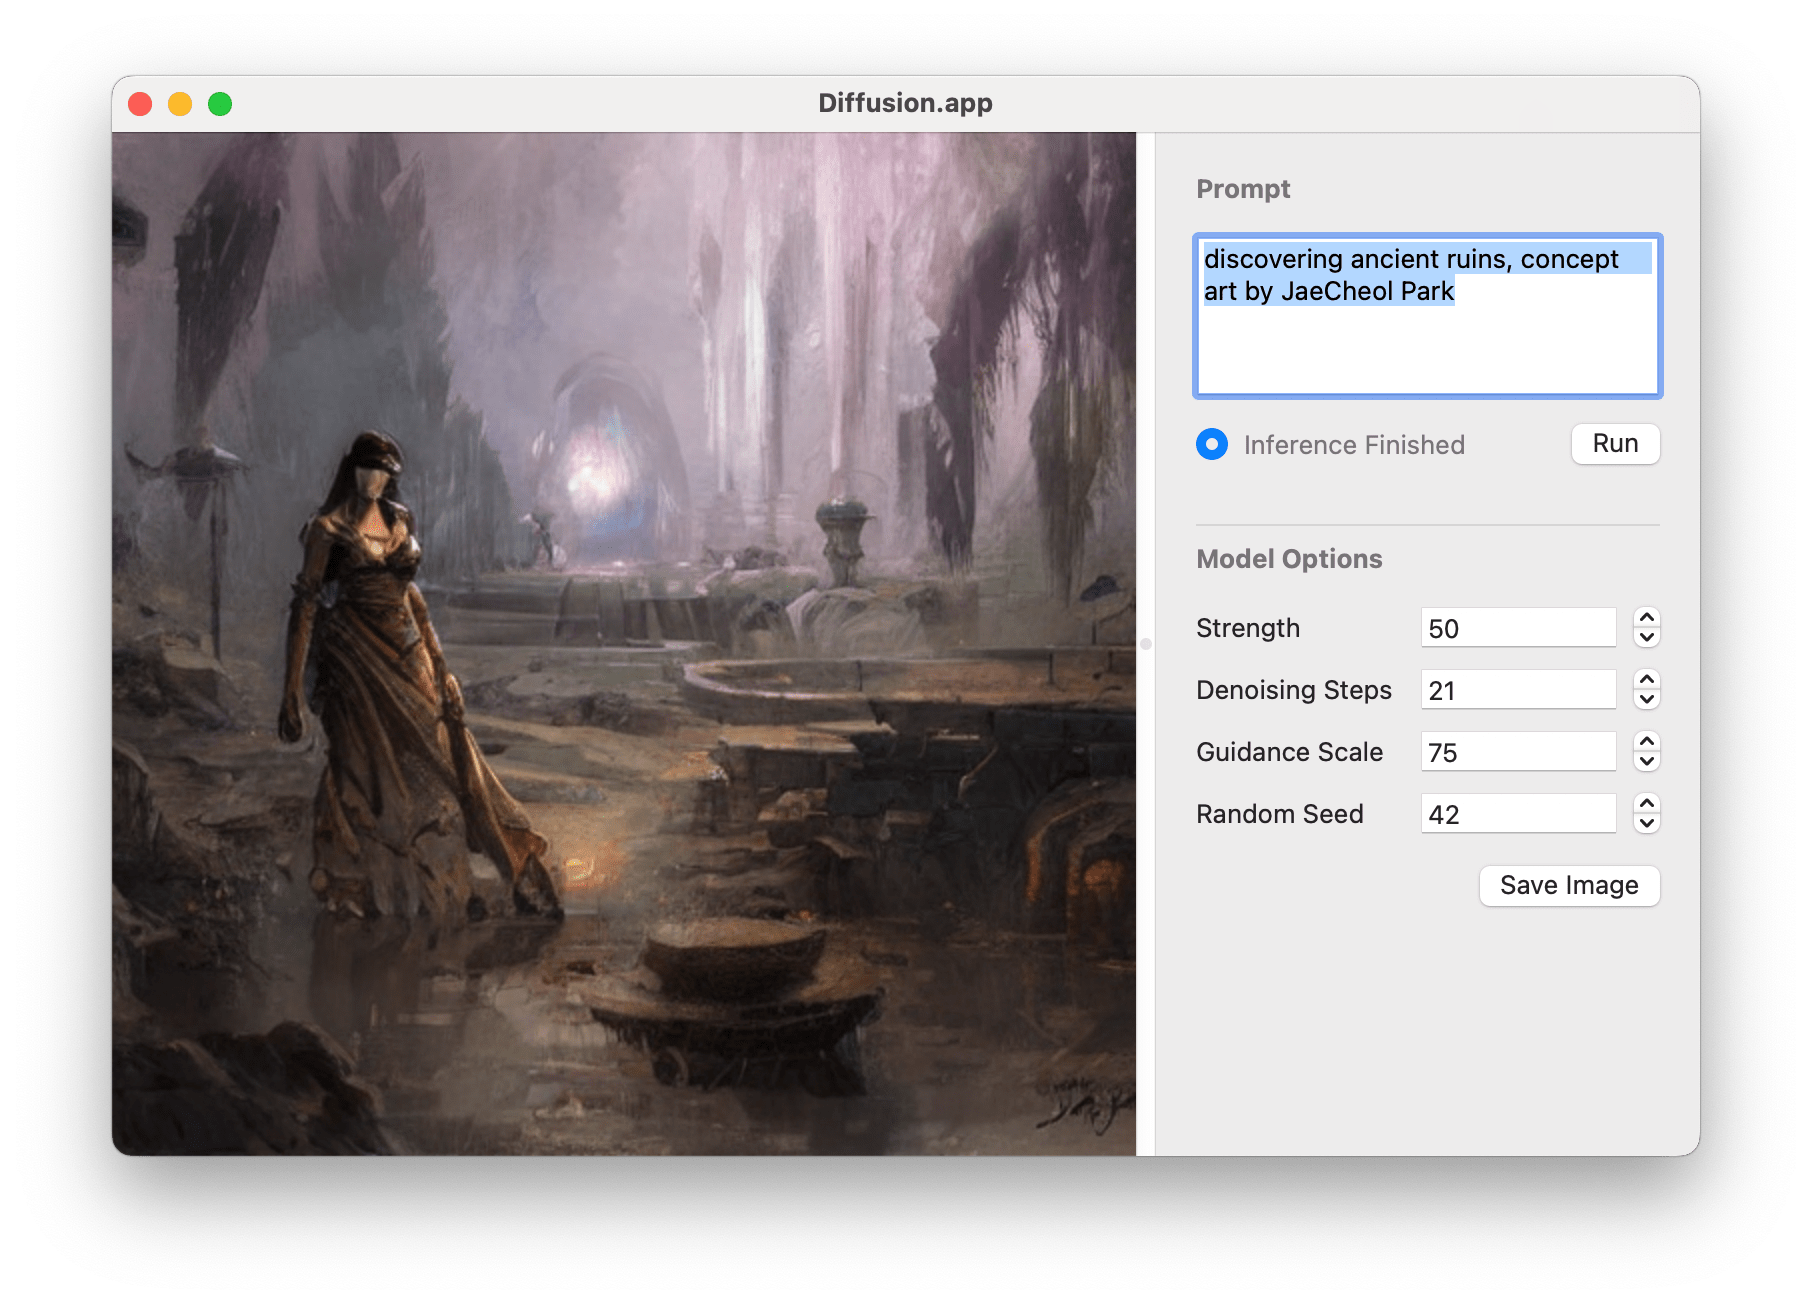 Diffusion.app
Prompt
discovering ancient ruins, concept
art by JaeCheol Park
Inference Finished
Run
Model Options
Strength
50
Denoising Steps
21
Guidance Scale
75
Random Seed
42
Save Image